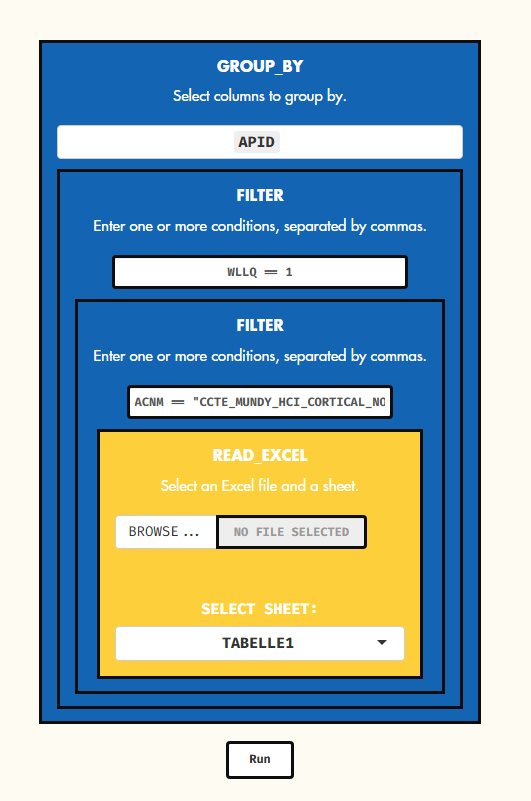 GROUP_BY
Select columns to group by.
APID
FILTER
Enter one or more conditions, separated by commas.
WLLQ == 1
FILTER
Enter one or more conditions, separated by commas.
ACNM == "CCTE_MUNDY_HCI_CORTICAL_NO
READ_EXCEL
Select an Excel file and a sheet.
BROWSE... NO FILE SELECTED
SELECT SHEET:
TABELLE1
Run